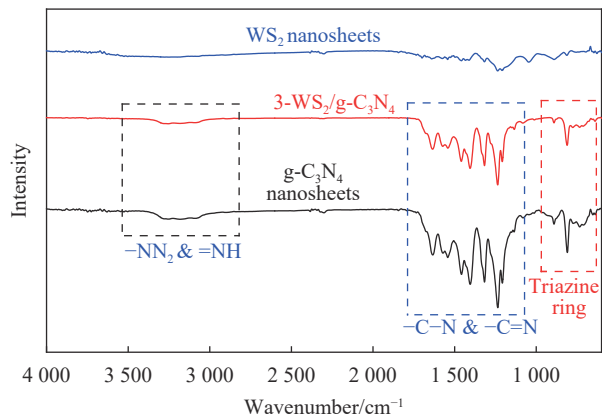 WS₂ nanosheets
3-WS₂/g-C₃N₄
g-C₃N₄
nanosheets
−NN₂ & =NH
−C−N & −C=N
Triazine
ring
Intensity
4 000 3 500 3 000 2 500 2 000 1 500 1 000
Wavenumber/cm⁻¹